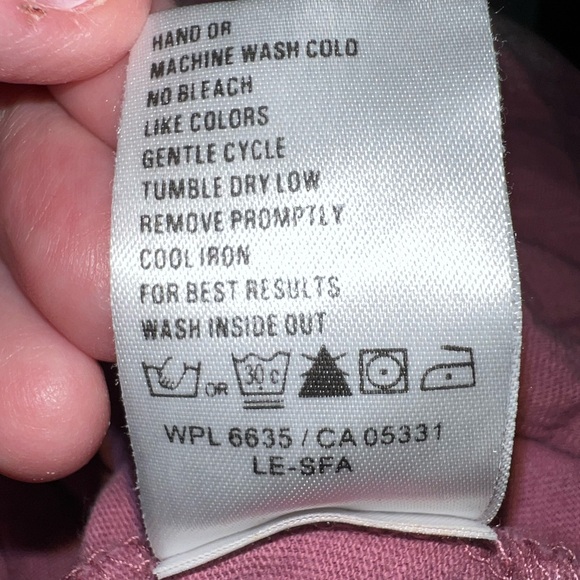 HAND OR
MACHINE WASH COLD
NO BLEACH
LIKE COLORS
GENTLE CYCLE
TUMBLE DRY LOW
REMOVE PROMPTLY
COOL IRON
FOR BEST RESULTS
WASH INSIDE OUT
OR 30 c
WPL 6635 / CA 05331
LE-SFA